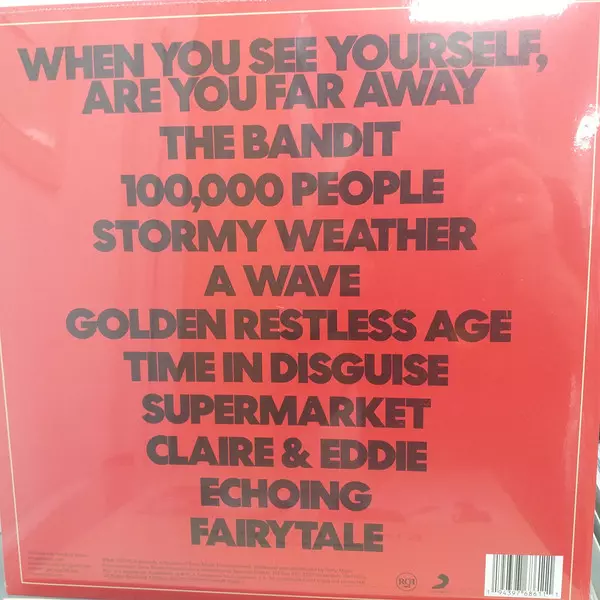 WHEN YOU SEE YOURSELF,
ARE YOU FAR AWAY
THE BANDIT
100,000 PEOPLE
STORMY WEATHER
A WAVE
GOLDEN RESTLESS AGE
TIME IN DISGUISE
SUPERMARKET
CLAIRE & EDDIE
ECHOING
FAIRYTALE
RCA